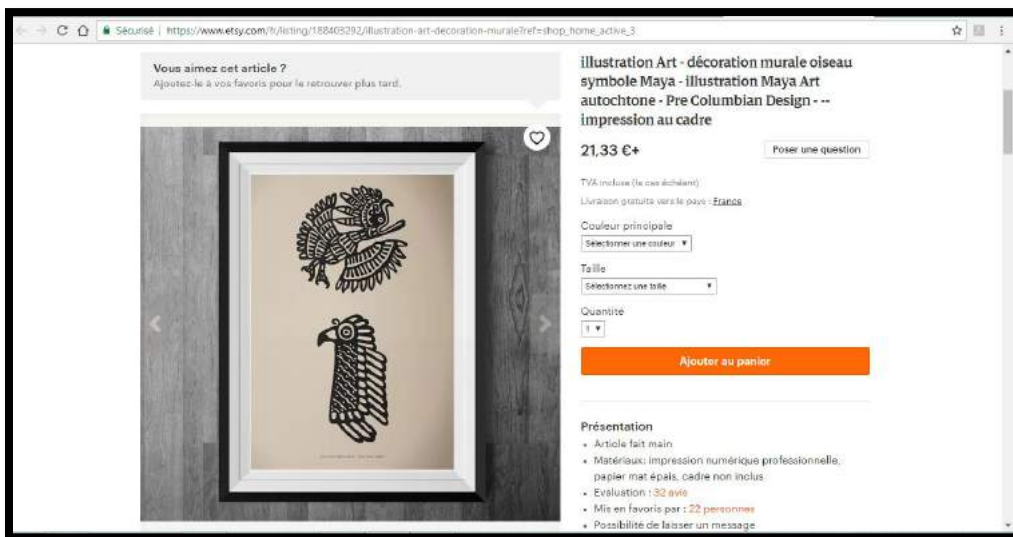 Sécurisé | https://www.etsy.com/fr/listing/188403292/illustration-art-decoration-murale?ref=shop_home_active_3
Vous aimez cet article ?
Ajoutez-le à vos favoris pour le retrouver plus tard.
illustration Art - décoration murale oiseau
symbole Maya - illustration Maya Art
autochtone - Pre Columbian Design - --
impression au cadre
21,33 €+
Poser une question
TVA incluse (le cas échéant)
Livraison gratuite vers le pays : France
Couleur principale
Sélectionner une couleur
Taille
Sélectionnez une taille
Quantité
1
Ajouter au panier
Présentation
• Article fait main
• Matériaux: impression numérique professionnelle,
papier mat épais, cadre non inclus
• Evaluation : 32 avis
• Mis en favoris par : 22 personnes
• Possibilité de laisser un message